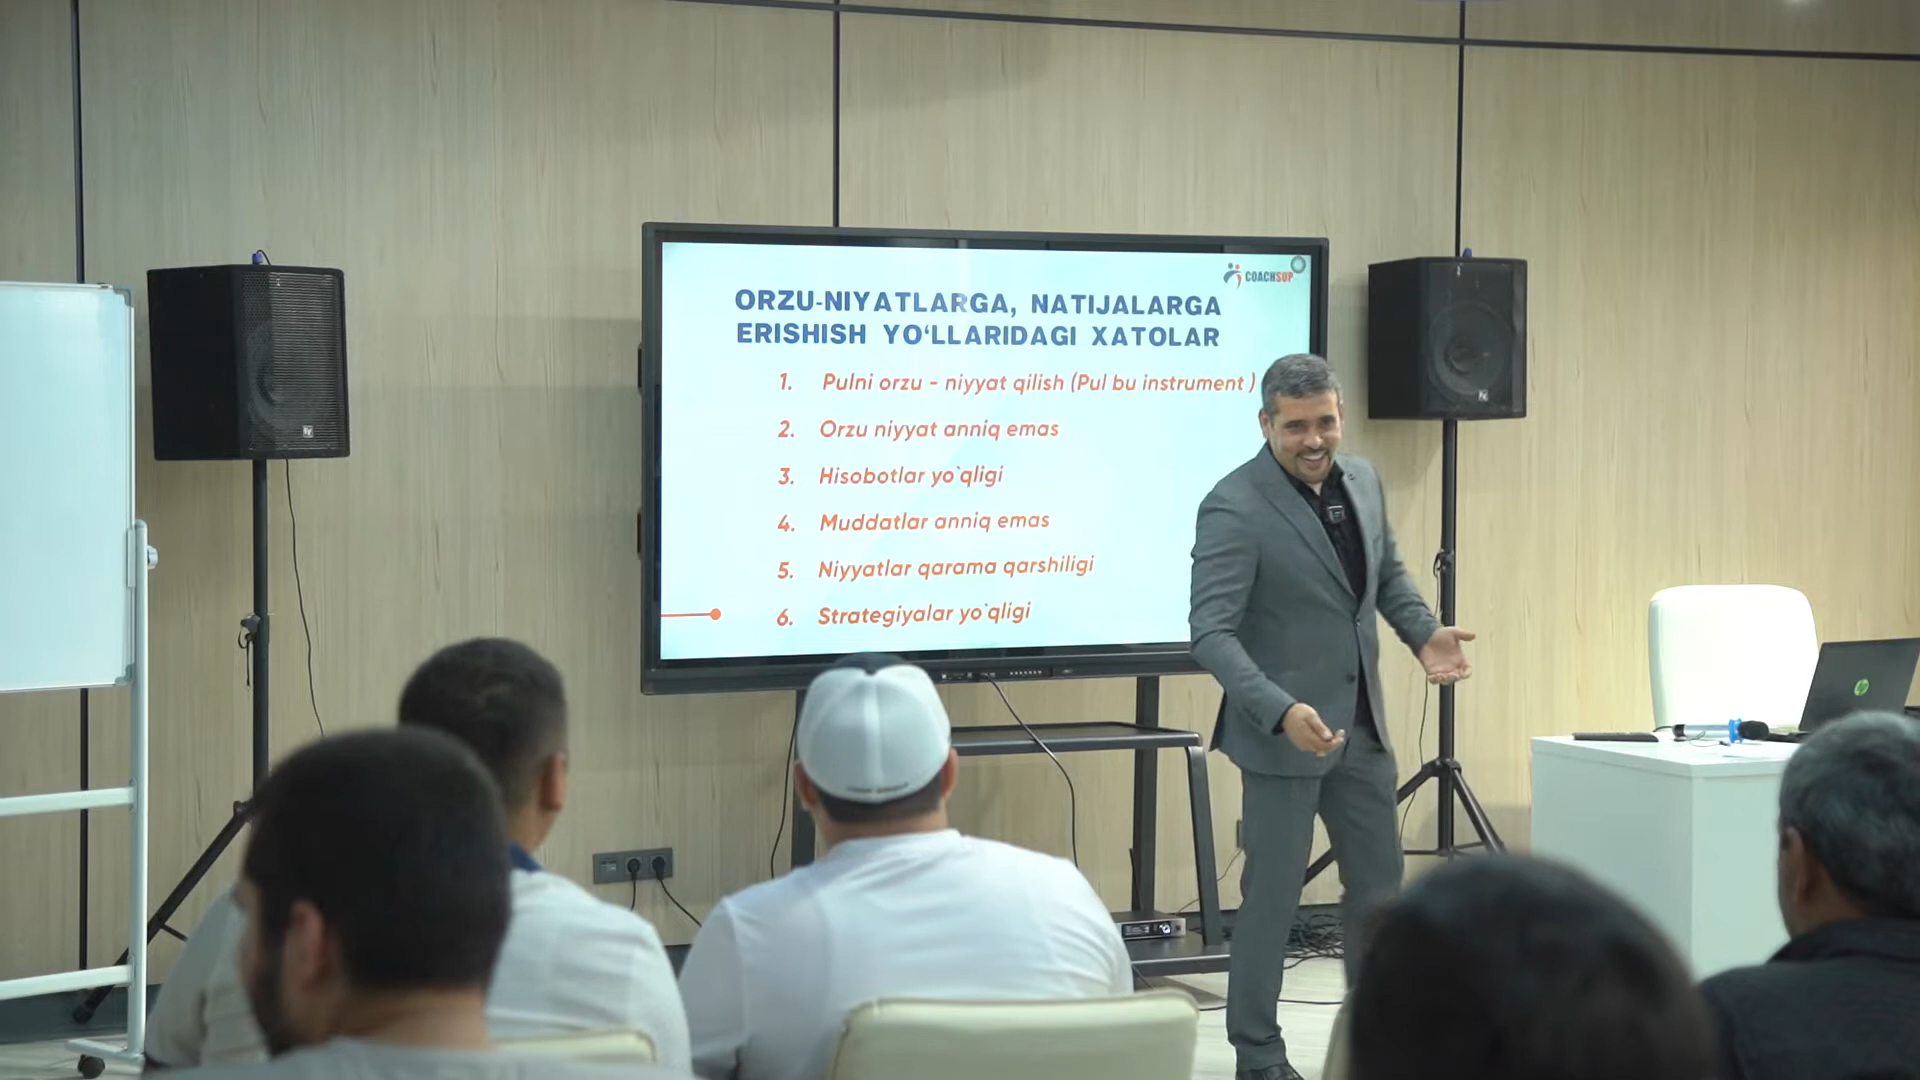 COACHSUP
ORZU-NIYATLARGA, NATIJALARGA
ERISHISH YO‘LLARIDAGI XATOLAR
1. Pulni orzu - niyyat qilish (Pul bu instrument )
2. Orzu niyyat anniq emas
3. Hisobotlar yo`qligi
4. Muddatlar anniq emas
5. Niyyatlar qarama qarshiligi
6. Strategiyalar yo`qligi
hp